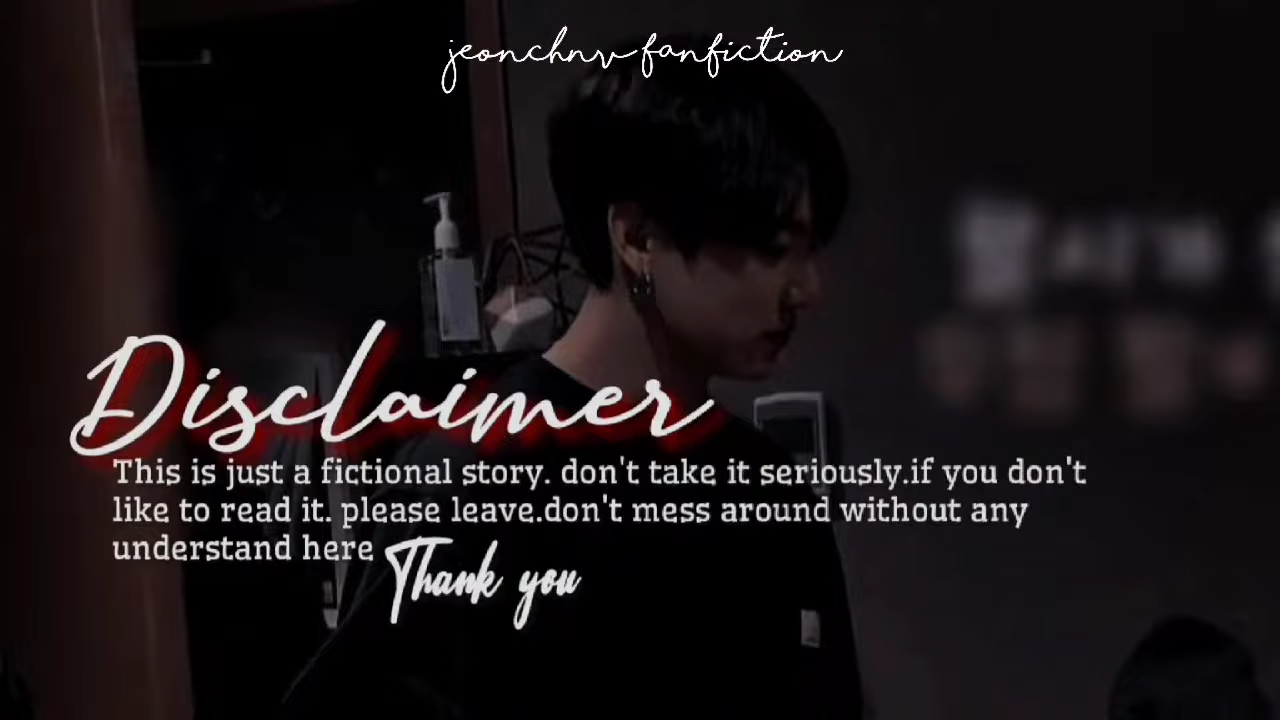 jeonchnv fanfiction
Disclaimer
This is just a fictional story. don't take it seriously.if you don't
like to read it. please leave.don't mess around without any
understand here
Thank you